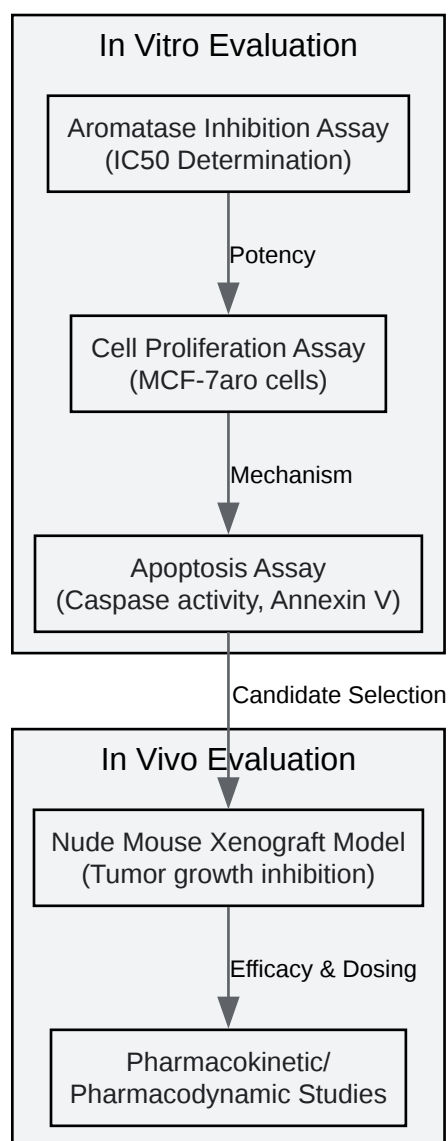 In Vitro Evaluation
Aromatase Inhibition Assay
(IC50 Determination)
Potency
Cell Proliferation Assay
(MCF-7aro cells)
Mechanism
Apoptosis Assay
(Caspase activity, Annexin V)
Candidate Selection
In Vivo Evaluation
Nude Mouse Xenograft Model
(Tumor growth inhibition)
Efficacy & Dosing
Pharmacokinetic/
Pharmacodynamic Studies